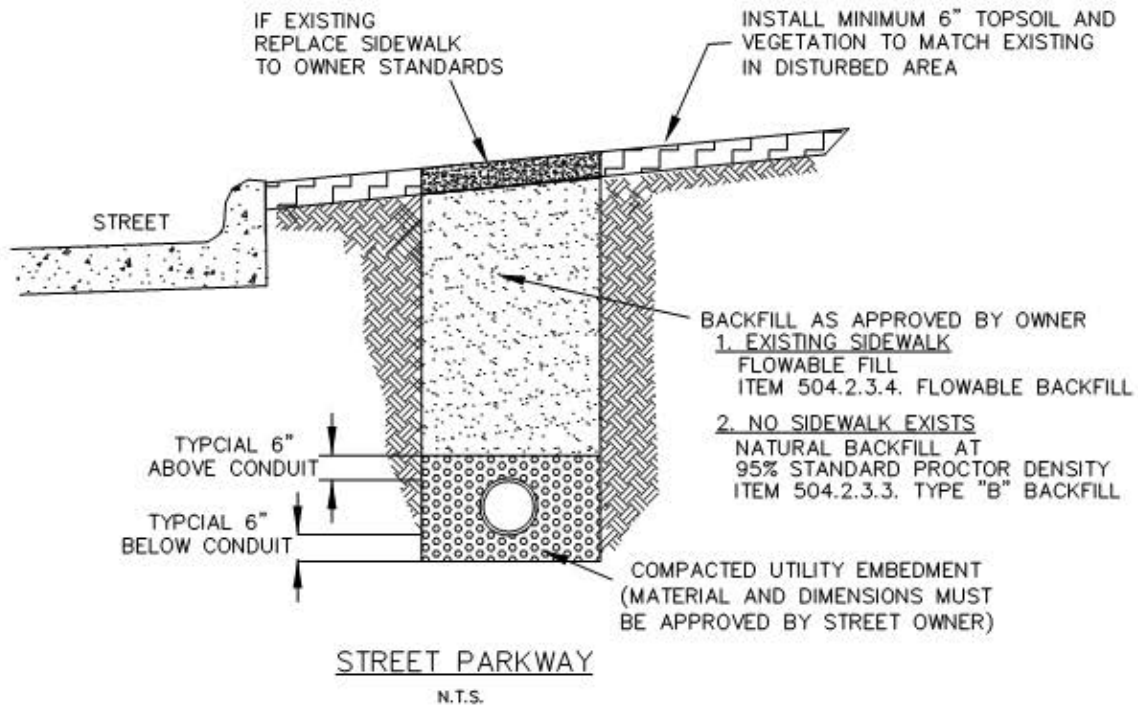 IF EXISTING
REPLACE SIDEWALK
TO OWNER STANDARDS
INSTALL MINIMUM 6" TOPSOIL AND
VEGETATION TO MATCH EXISTING
IN DISTURBED AREA
STREET
BACKFILL AS APPROVED BY OWNER
1. EXISTING SIDEWALK
FLOWABLE FILL
ITEM 504.2.3.4. FLOWABLE BACKFILL
2. NO SIDEWALK EXISTS
NATURAL BACKFILL AT
95% STANDARD PROCTOR DENSITY
ITEM 504.2.3.3. TYPE "B" BACKFILL
TYPCIAL 6"
ABOVE CONDUIT
TYPCIAL 6"
BELOW CONDUIT
COMPACTED UTILITY EMBEDMENT
(MATERIAL AND DIMENSIONS MUST
BE APPROVED BY STREET OWNER)
STREET PARKWAY
N.T.S.